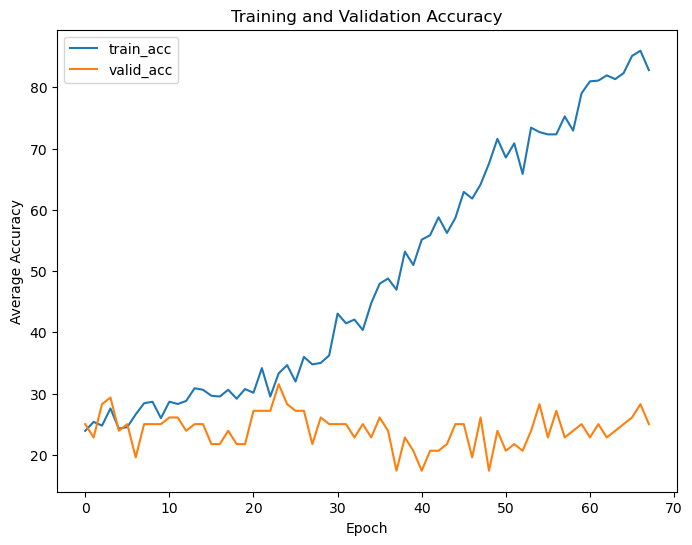 Training and Validation Accuracy
train_acc
valid_acc
Average Accuracy
80
70
60
50
40
30
20
0 10 20 30 40 50 60 70
Epoch